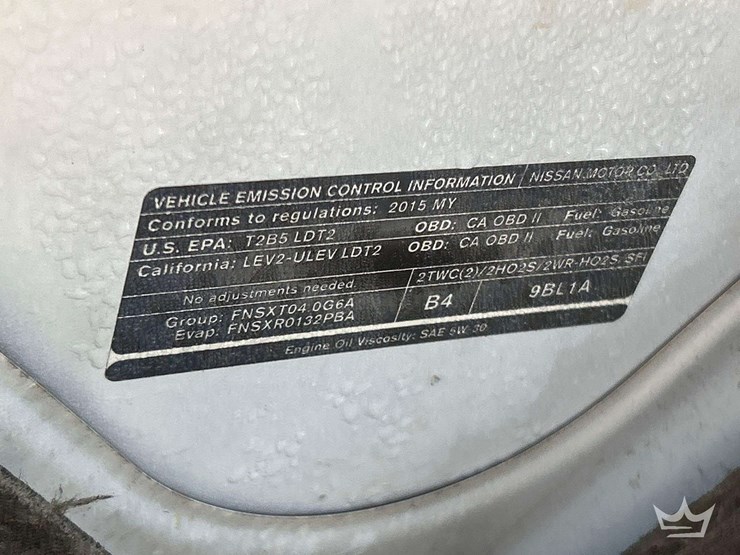 VEHICLE EMISSION CONTROL INFORMATION NISSAN MOTOR CO., LTD
Conforms to regulations: 2015 MY
U.S. EPA: T2B5 LDT2 OBD: CA OBD II Fuel: Gasoline
California: LEV2-ULEV LDT2 OBD: CA OBD II Fuel: Gasoline
No adjustments needed. 2TWC(2)/2HO2S/2WR-HO2S, SFI
Group: FNSXT04.0G6A B4 9BL1A
Evap: FNSXR0132PBA
Engine Oil Viscosity: SAE 5W-30